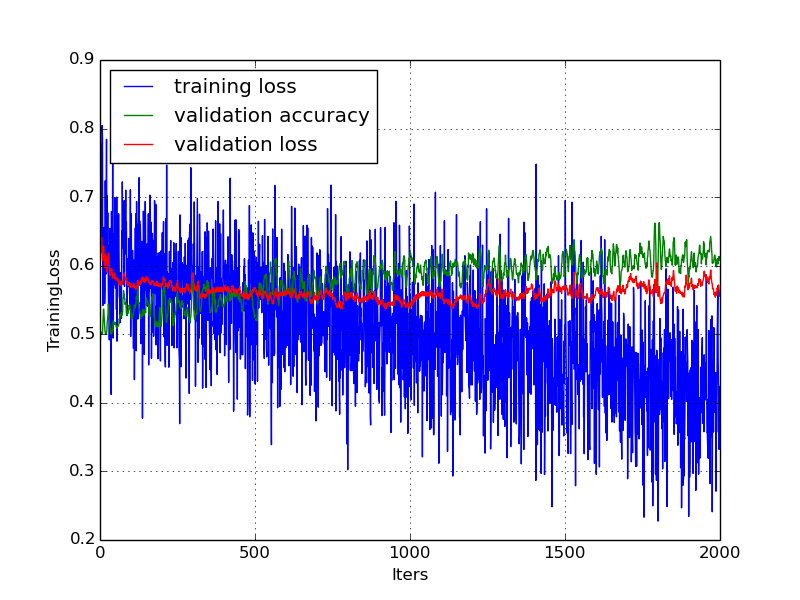 0.9
training loss
validation accuracy
validation loss
0.8
0.7
0.6
0.5
0.4
0.3
0.2
TrainingLoss
0 500 1000 1500 2000
Iters